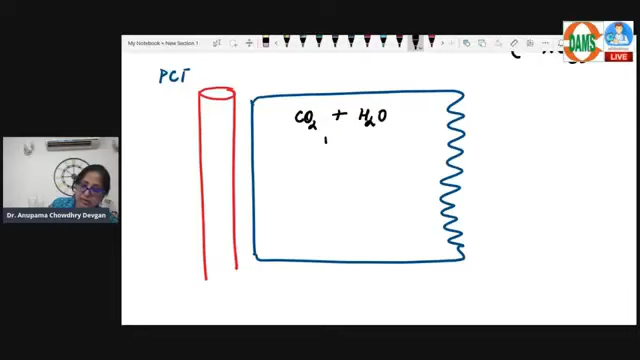 My Notebook > New Section 1
DAMS
LIVE
PCT
CO2 + H2O
Dr. Anupama Chowdhry Devgan